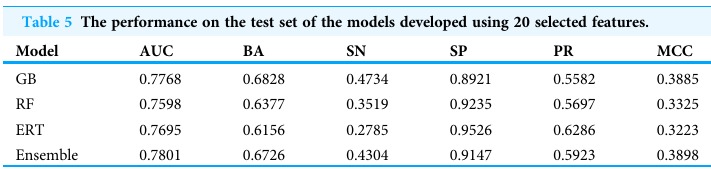 Table 5 The performance on the test set of the models developed using 20 selected features.
Model AUC BA SN SP PR MCC
GB 0.7768 0.6828 0.4734 0.8921 0.5582 0.3885
RF 0.7598 0.6377 0.3519 0.9235 0.5697 0.3325
ERT 0.7695 0.6156 0.2785 0.9526 0.6286 0.3223
Ensemble 0.7801 0.6726 0.4304 0.9147 0.5923 0.3898